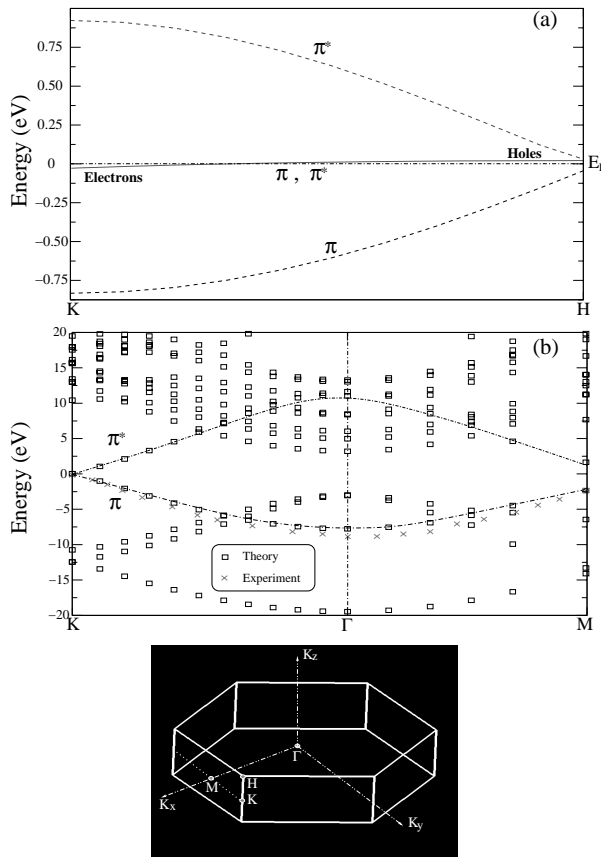 (a)
0.75
0.50
0.25
0
−0.25
−0.50
−0.75
Energy (eV)
π*
Holes
E
Electrons
π , π*
π
K H
(b)
20
15
10
5
0
−5
−10
−15
−20
Energy (eV)
π*
π
Theory
Experiment
K Γ M
Kz
Γ
H
M
K
Kx
Ky